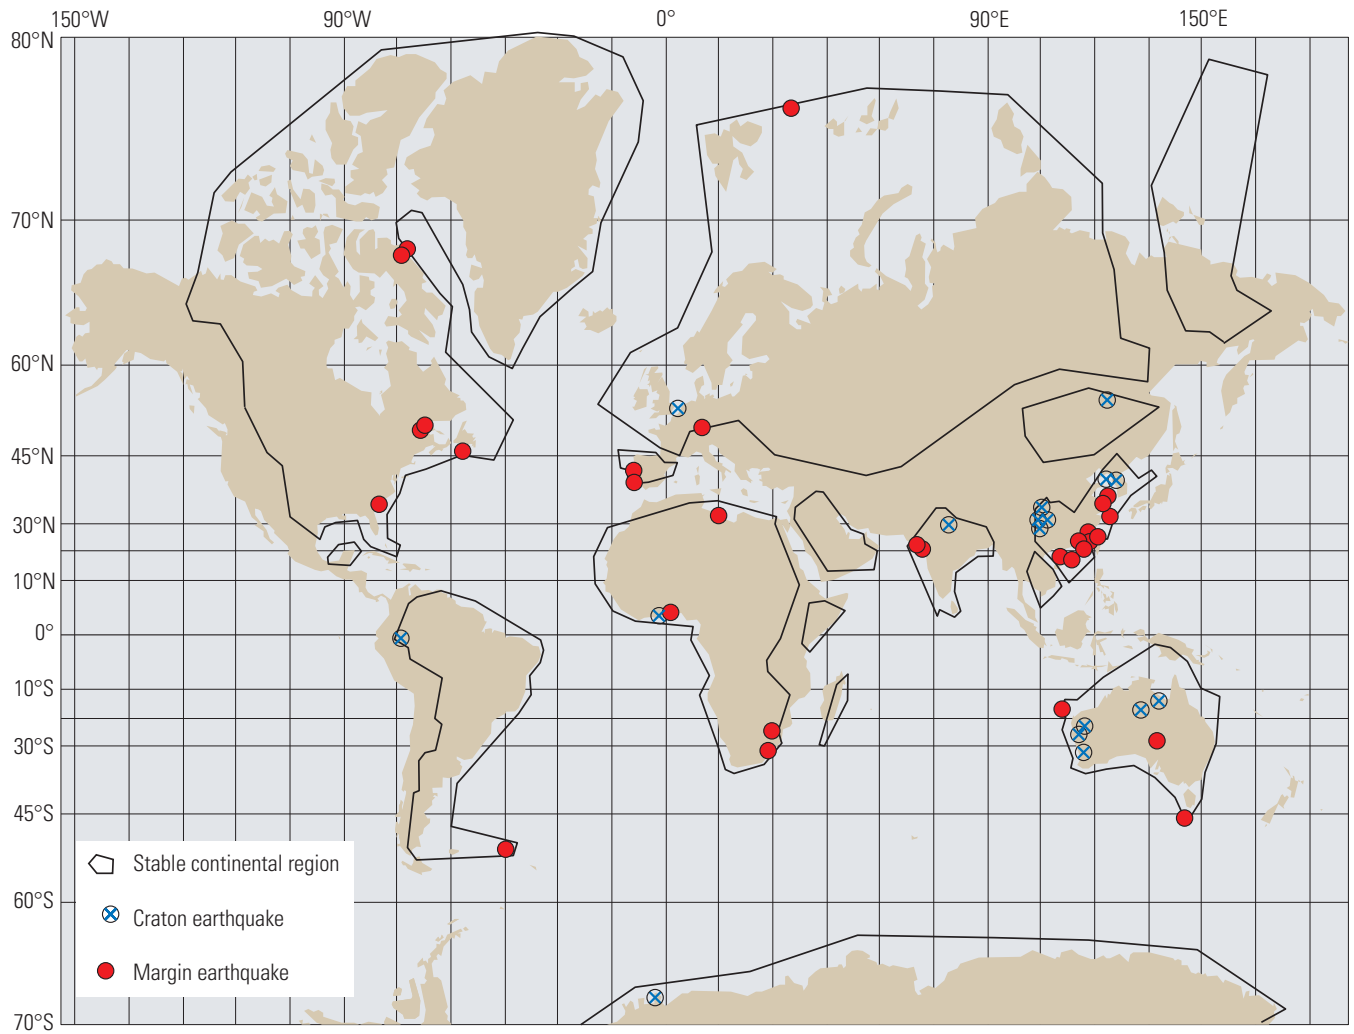 150°W 90°W 0° 90°E 150°E
80°N
70°N
60°N
45°N
30°N
10°N
0°
10°S
30°S
45°S
60°S
70°S
Stable continental region
Craton earthquake
Margin earthquake